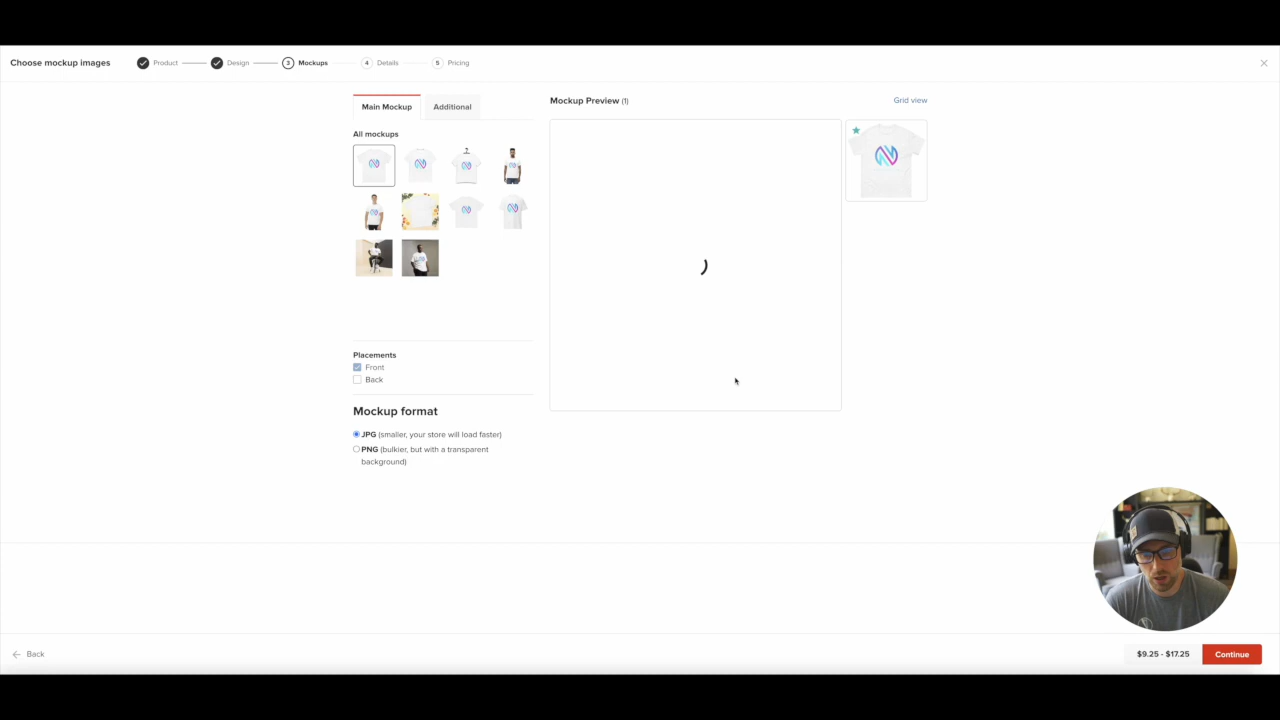 Choose mockup images
Product
Design
3 Mockups
4 Details
5 Pricing
Main Mockup
Additional
Mockup Preview (1)
Grid view
All mockups
Placements
Front
Back
Mockup format
JPG (smaller, your store will load faster)
PNG (bulkier, but with a transparent
background)
Back
$9.25 - $17.25
Continue